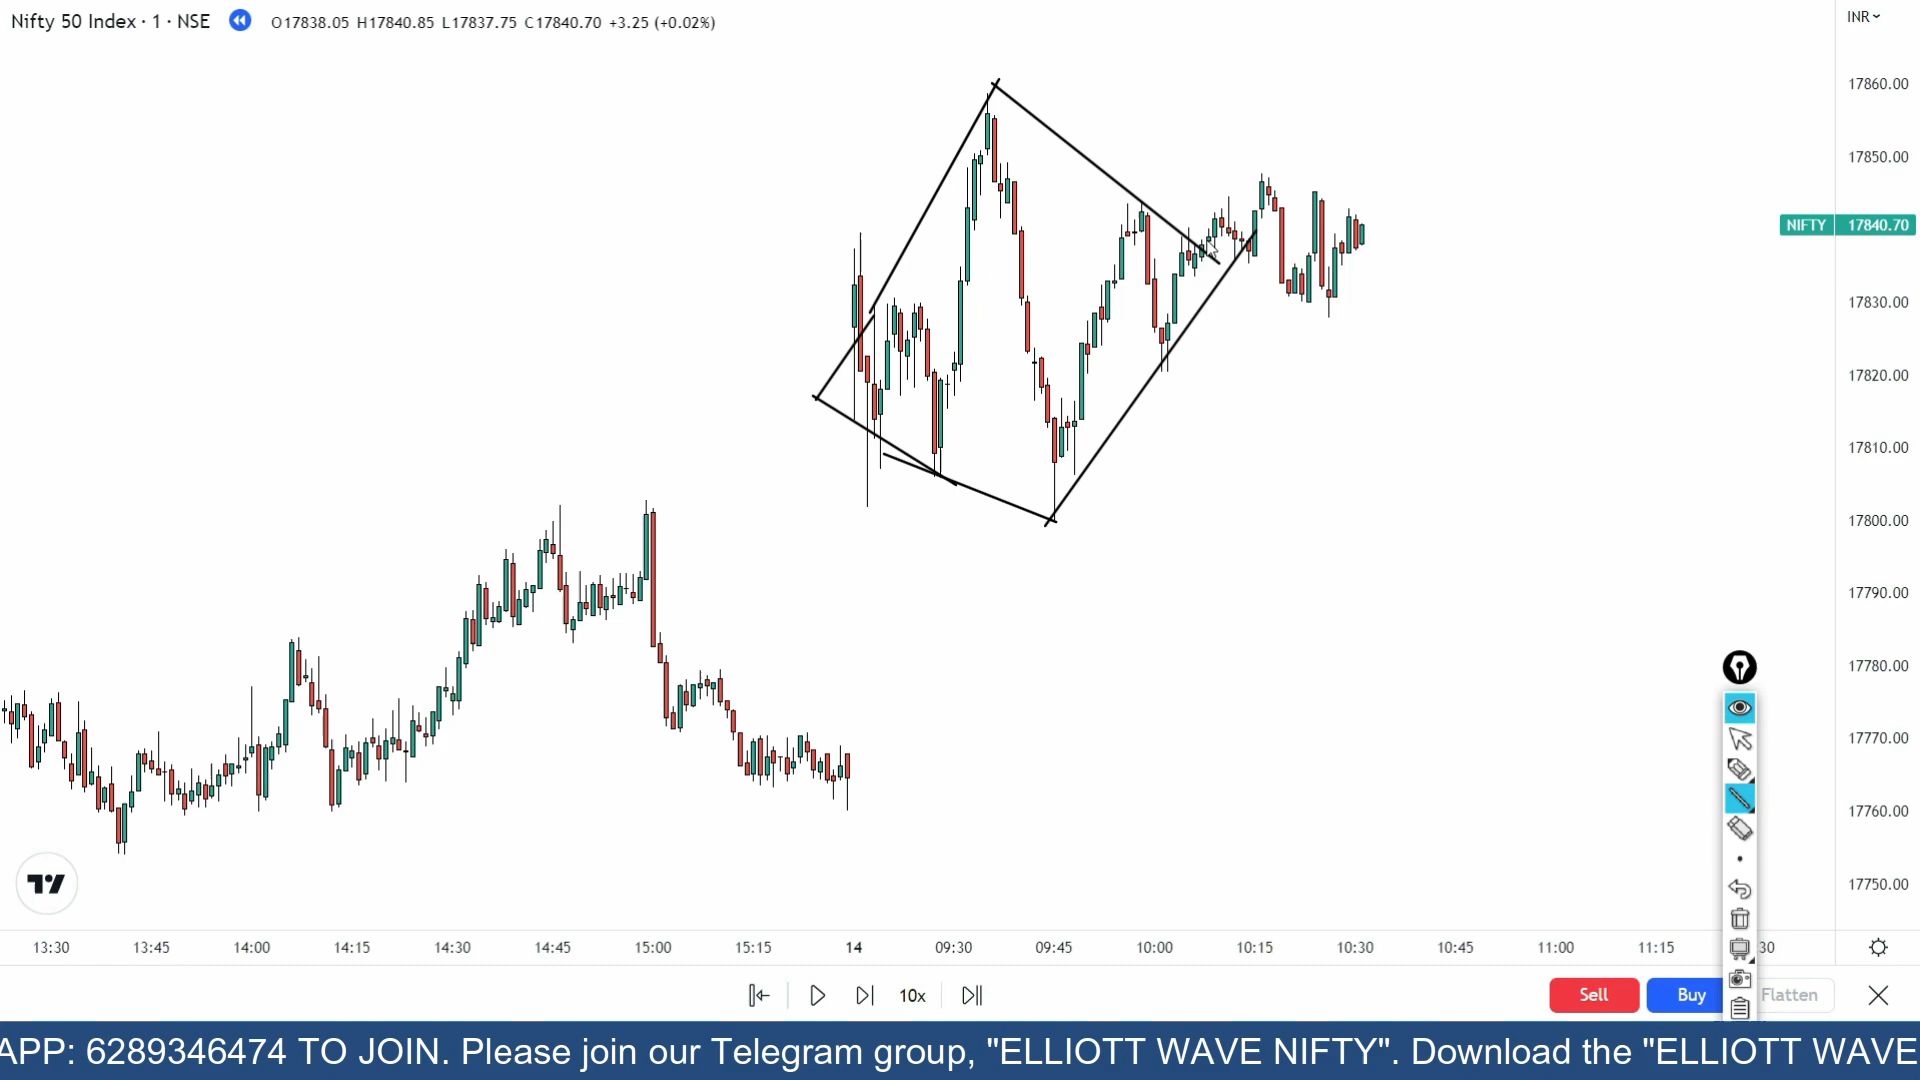 Nifty 50 Index · 1 · NSE O17838.05 H17840.85 L17837.75 C17840.70 +3.25 (+0.02%)
INR
17860.00
17850.00
NIFTY 17840.70
17830.00
17820.00
17810.00
17800.00
17790.00
17780.00
17770.00
17760.00
17750.00
13:30 13:45 14:00 14:15 14:30 14:45 15:00 15:15 14 09:30 09:45 10:00 10:15 10:30 10:45 11:00 11:15 30
10x Sell Buy Flatten
APP: 6289346474 TO JOIN. Please join our Telegram group, "ELLIOTT WAVE NIFTY". Download the "ELLIOTT WAVE